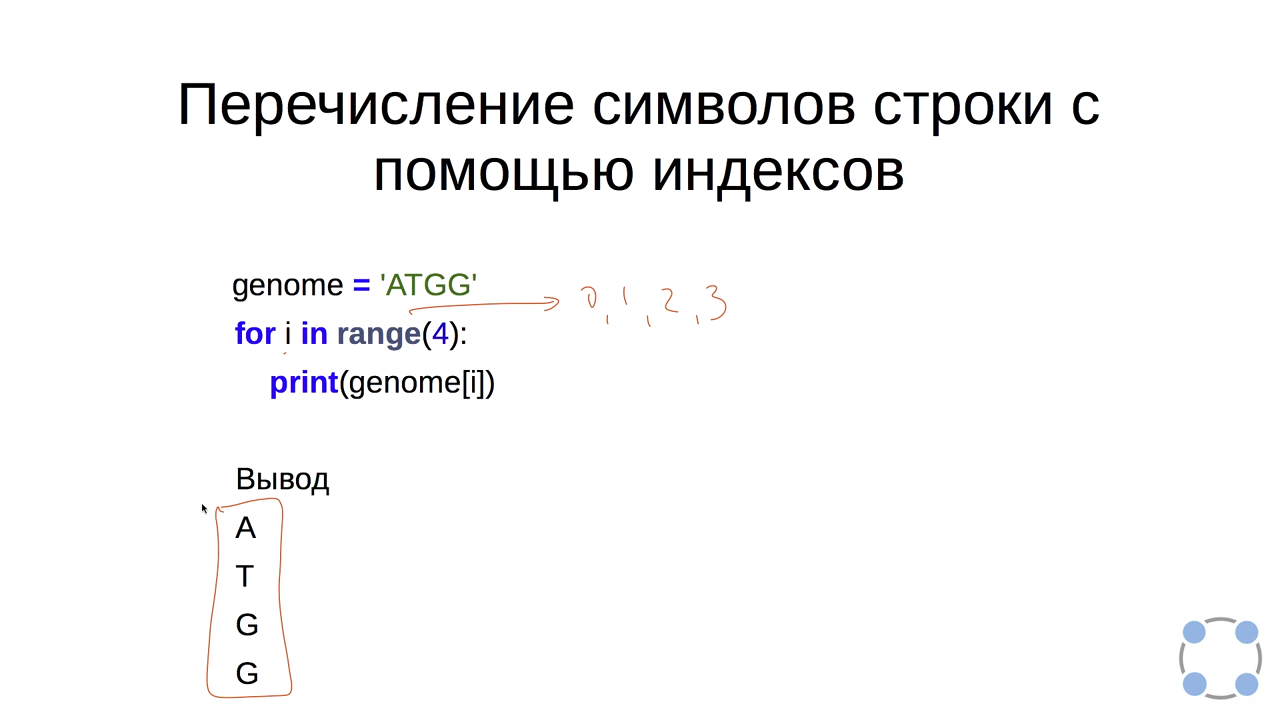 Перечисление символов строки с
помощью индексов
genome = 'ATGG'
0, 1, 2, 3
for i in range(4):
print(genome[i])
Вывод
A
T
G
G